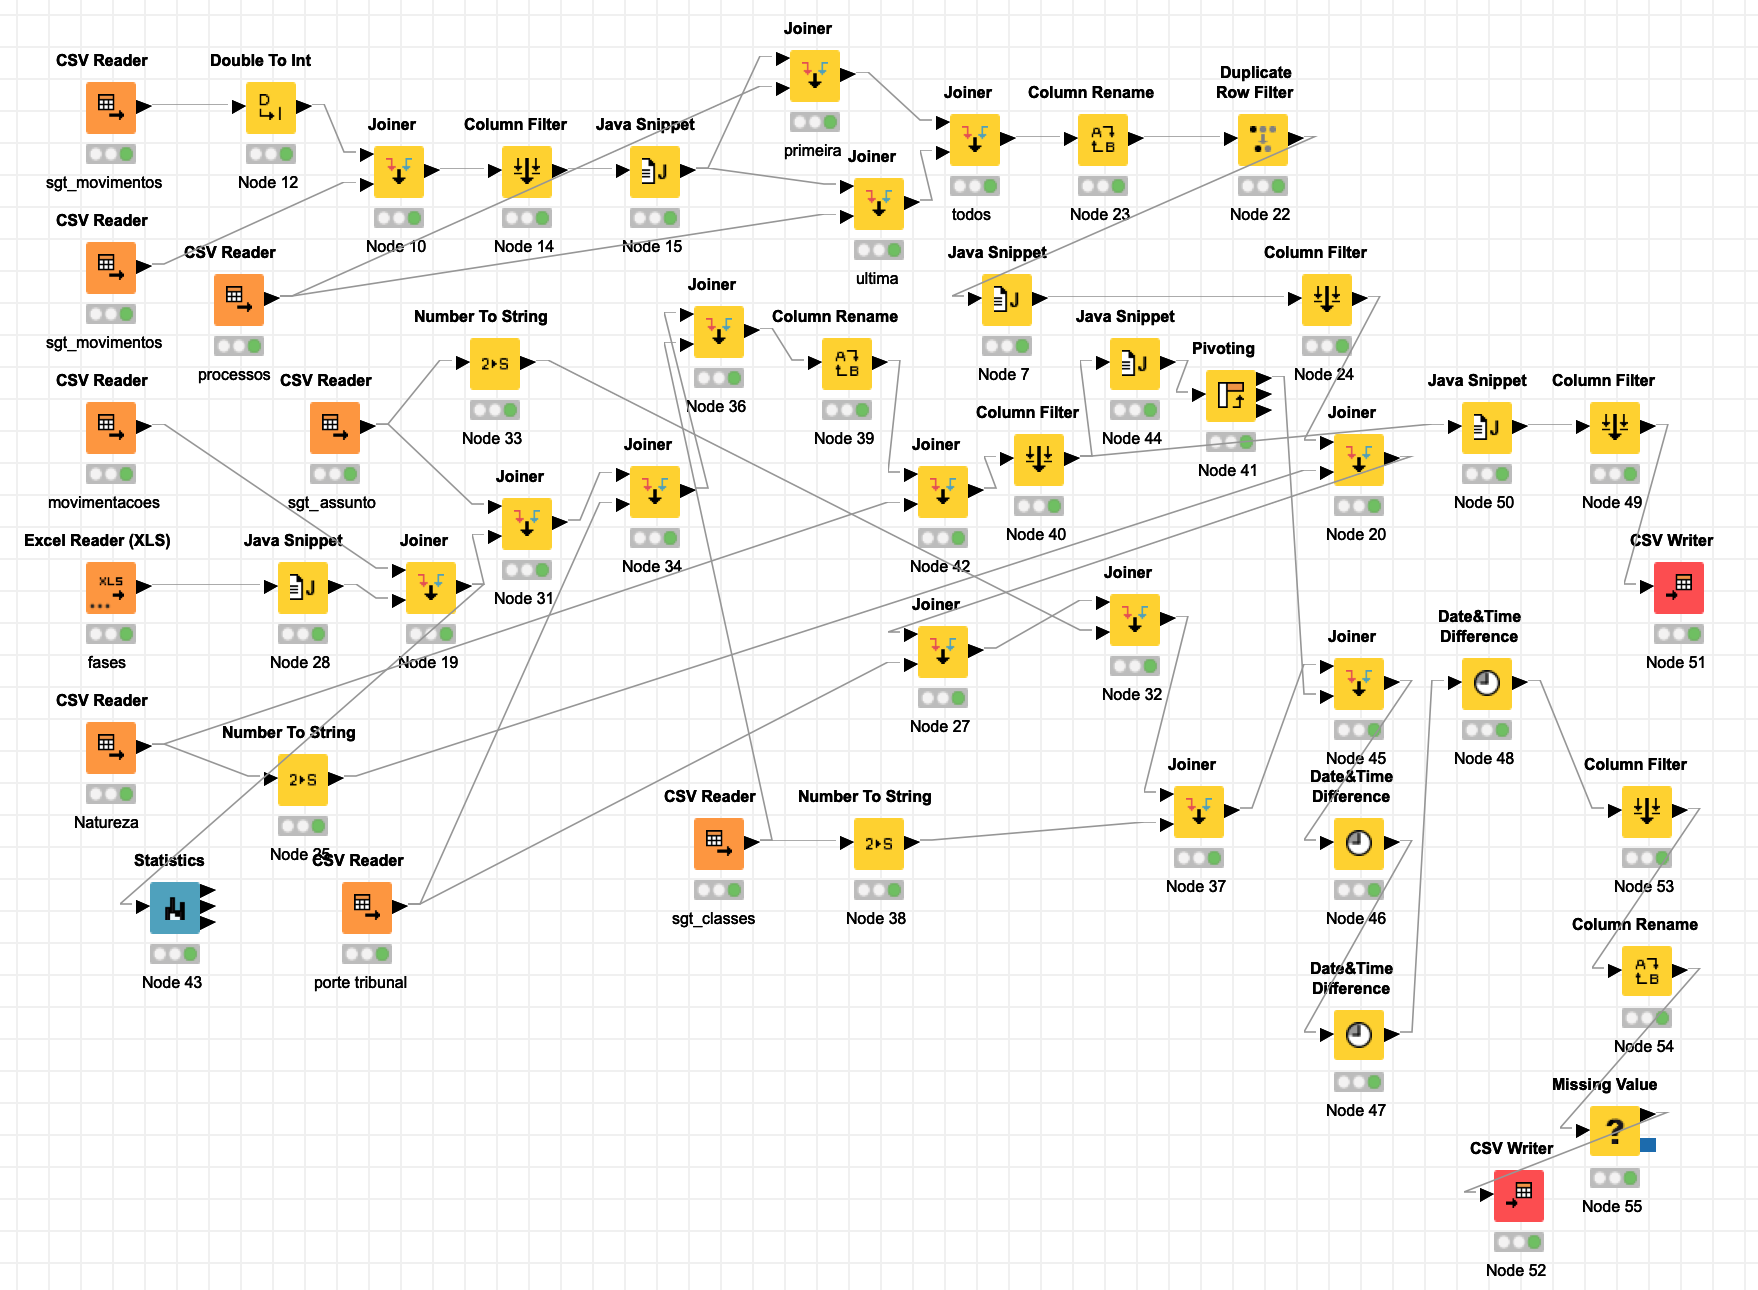 Joiner
CSV Reader
Double To Int
Duplicate
Row Filter
Joiner
Column Rename
D
I
Joiner
Column Filter
Java Snippet
A
B
J
primeira
Joiner
sgt_movimentos
Node 12
todos
Node 23
Node 22
CSV Reader
Node 10
Node 14
Node 15
CSV Reader
Java Snippet
Column Filter
ultima
Joiner
J
Number To String
Column Rename
Java Snippet
sgt_movimentos
Pivoting
2
S
A
B
J
processos
CSV Reader
CSV Reader
Node 7
Node 24
Java Snippet
Column Filter
Node 36
Column Filter
Joiner
J
Node 33
Node 39
Node 44
Joiner
Joiner
Node 41
Joiner
movimentacoes
sgt_assunto
Node 50
Node 49
Node 40
Node 20
Excel Reader (XLS)
Java Snippet
Joiner
CSV Writer
Node 34
Node 42
Joiner
XLS
J
Node 31
Joiner
Date&Time
Difference
Joiner
fases
Node 28
Node 19
Node 51
Node 32
CSV Reader
Node 27
Number To String
Node 45
Node 48
Joiner
Column Filter
Date&Time
Difference
2
S
CSV Reader
Number To String
Natureza
2
S
Node 25
Statistics
CSV Reader
Node 37
Node 53
sgt_classes
Node 38
Node 46
Column Rename
Date&Time
Difference
A
B
Node 43
porte tribunal
Node 54
Missing Value
Node 47
?
CSV Writer
Node 55
Node 52